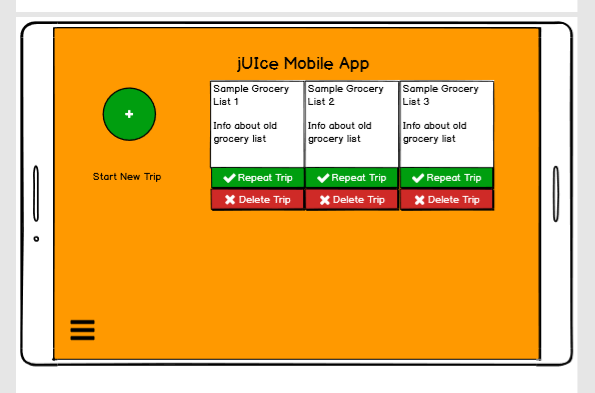 jUIce Mobile App
+
Start New Trip
Sample Grocery
List 1
Info about old
grocery list
Repeat Trip
Delete Trip
Sample Grocery
List 2
Info about old
grocery list
Repeat Trip
Delete Trip
Sample Grocery
List 3
Info about old
grocery list
Repeat Trip
Delete Trip